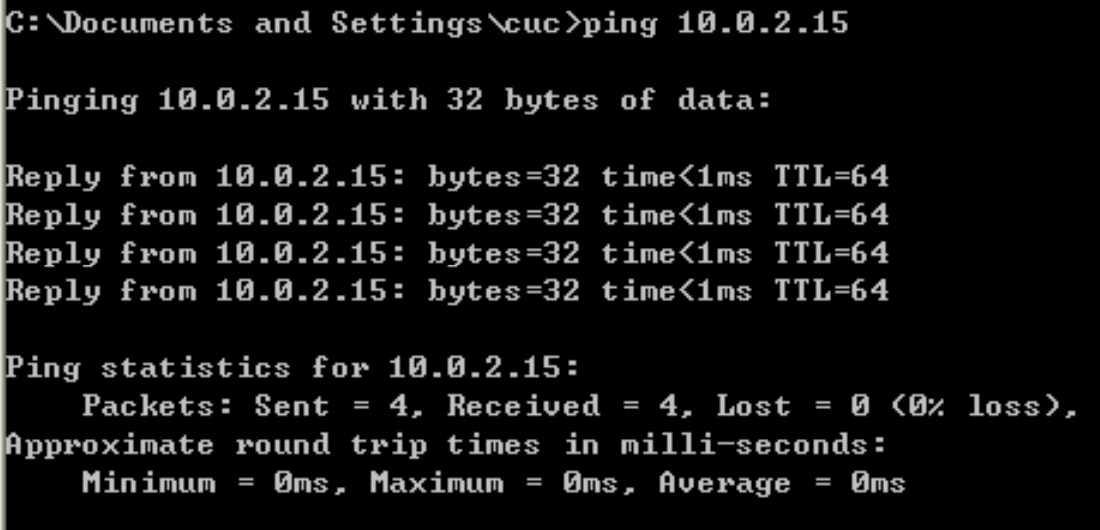 C:\Documents and Settings\cuc>ping 10.0.2.15
Pinging 10.0.2.15 with 32 bytes of data:
Reply from 10.0.2.15: bytes=32 time<1ms TTL=64
Reply from 10.0.2.15: bytes=32 time<1ms TTL=64
Reply from 10.0.2.15: bytes=32 time<1ms TTL=64
Reply from 10.0.2.15: bytes=32 time<1ms TTL=64
Ping statistics for 10.0.2.15:
    Packets: Sent = 4, Received = 4, Lost = 0 (0% loss),
Approximate round trip times in milli-seconds:
    Minimum = 0ms, Maximum = 0ms, Average = 0ms